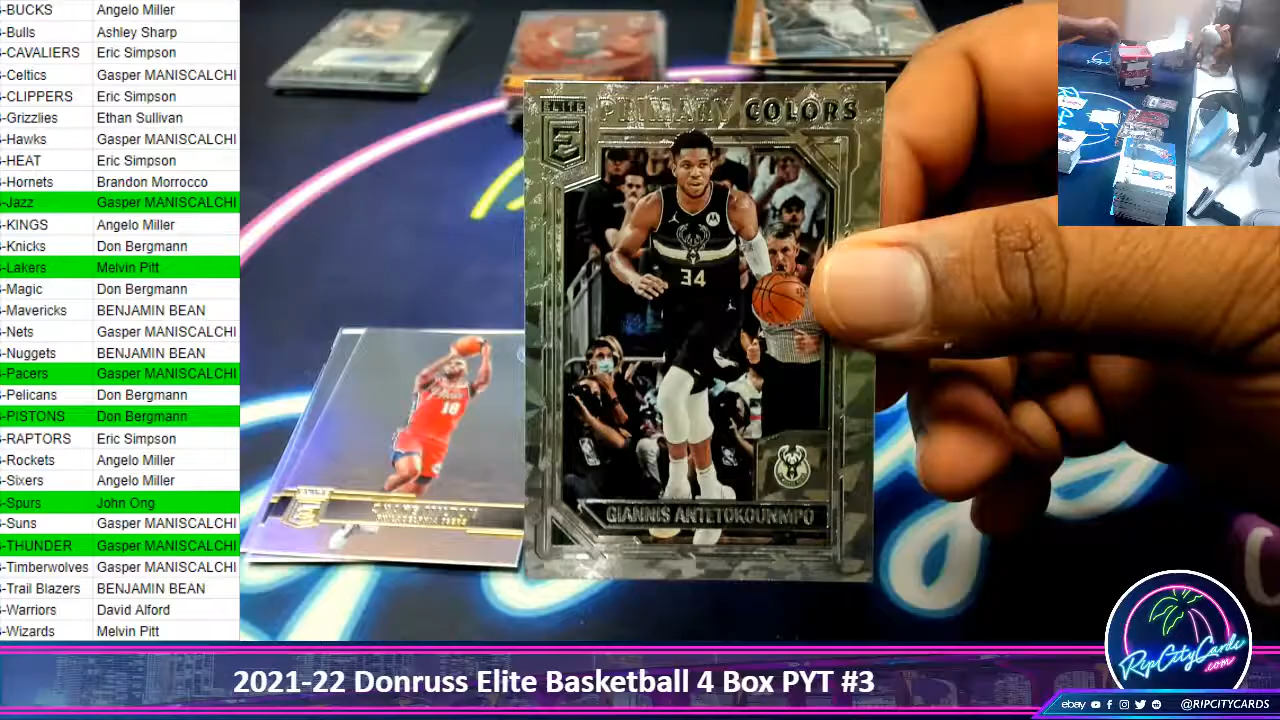 -BUCKS Angelo Miller
-Bulls Ashley Sharp
-CAVALIERS Eric Simpson
-Celtics Gasper MANISCALCHI
-CLIPPERS Eric Simpson
-Grizzlies Ethan Sullivan
-Hawks Gasper MANISCALCHI
-HEAT Eric Simpson
-Hornets Brandon Morrocco
-Jazz Gasper MANISCALCHI
-KINGS Angelo Miller
-Knicks Don Bergmann
-Lakers Melvin Pitt
-Magic Don Bergmann
-Mavericks BENJAMIN BEAN
-Nets Gasper MANISCALCHI
-Nuggets BENJAMIN BEAN
-Pacers Gasper MANISCALCHI
-Pelicans Don Bergmann
-PISTONS Don Bergmann
-RAPTORS Eric Simpson
-Rockets Angelo Miller
-Sixers Angelo Miller
-Spurs John Ong
-Suns Gasper MANISCALCHI
-THUNDER Gasper MANISCALCHI
-Timberwolves Gasper MANISCALCHI
-Trail Blazers BENJAMIN BEAN
-Warriors David Alford
-Wizards Melvin Pitt
ELITE
E
PRIMARY COLORS
34
GIANNIS ANTETOKOUNMPO
18
PHILADELPHIA 76ERS
RipCityCards
.com
2021-22 Donruss Elite Basketball 4 Box PYT #3
ebay @RIPCITYCARDS